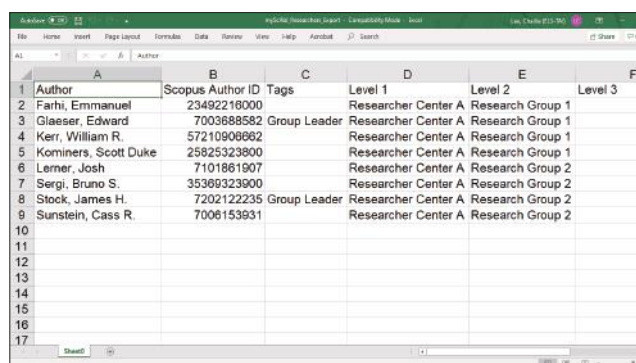 AutoSave Off mySciVal_Researchers_Export - Compatibility Mode - Excel
File Home Insert Page Layout Formulas Data Review View Help Acrobat Search Share
A1 fx Author
A B C D E F
1 Author Scopus Author ID Tags Level 1 Level 2 Level 3
2 Farhi, Emmanuel 23492216000 Researcher Center A Research Group 1
3 Glaeser, Edward 7003688582 Group Leader Researcher Center A Research Group 1
4 Kerr, William R. 57210906662 Researcher Center A Research Group 1
5 Kominers, Scott Duke 25825323800 Researcher Center A Research Group 1
6 Lerner, Josh 7101861907 Researcher Center A Research Group 2
7 Sergi, Bruno S. 35369323900 Researcher Center A Research Group 2
8 Stock, James H. 7202122235 Group Leader Researcher Center A Research Group 2
9 Sunstein, Cass R. 7006153931 Researcher Center A Research Group 2
10
11
12
13
14
15
16
17
Sheet0